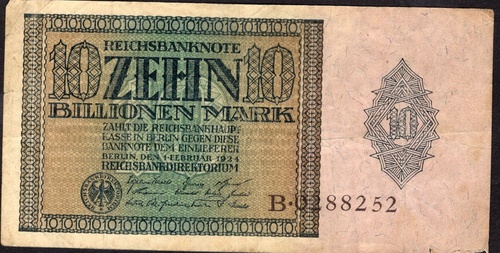 REICHSBANKNOTE
10 ZEHN 10
BILLIONEN MARK
ZAHLT DIE REICHSBANKHAUP-
KASSE IN BERLIN GEGEN DIESE
BANKNOTE DEM EINLIEFERER
BERLIN, DEN 1·FEBRUAR 1924
REICHSBANKDIREKTORIUM
10
B·0288252